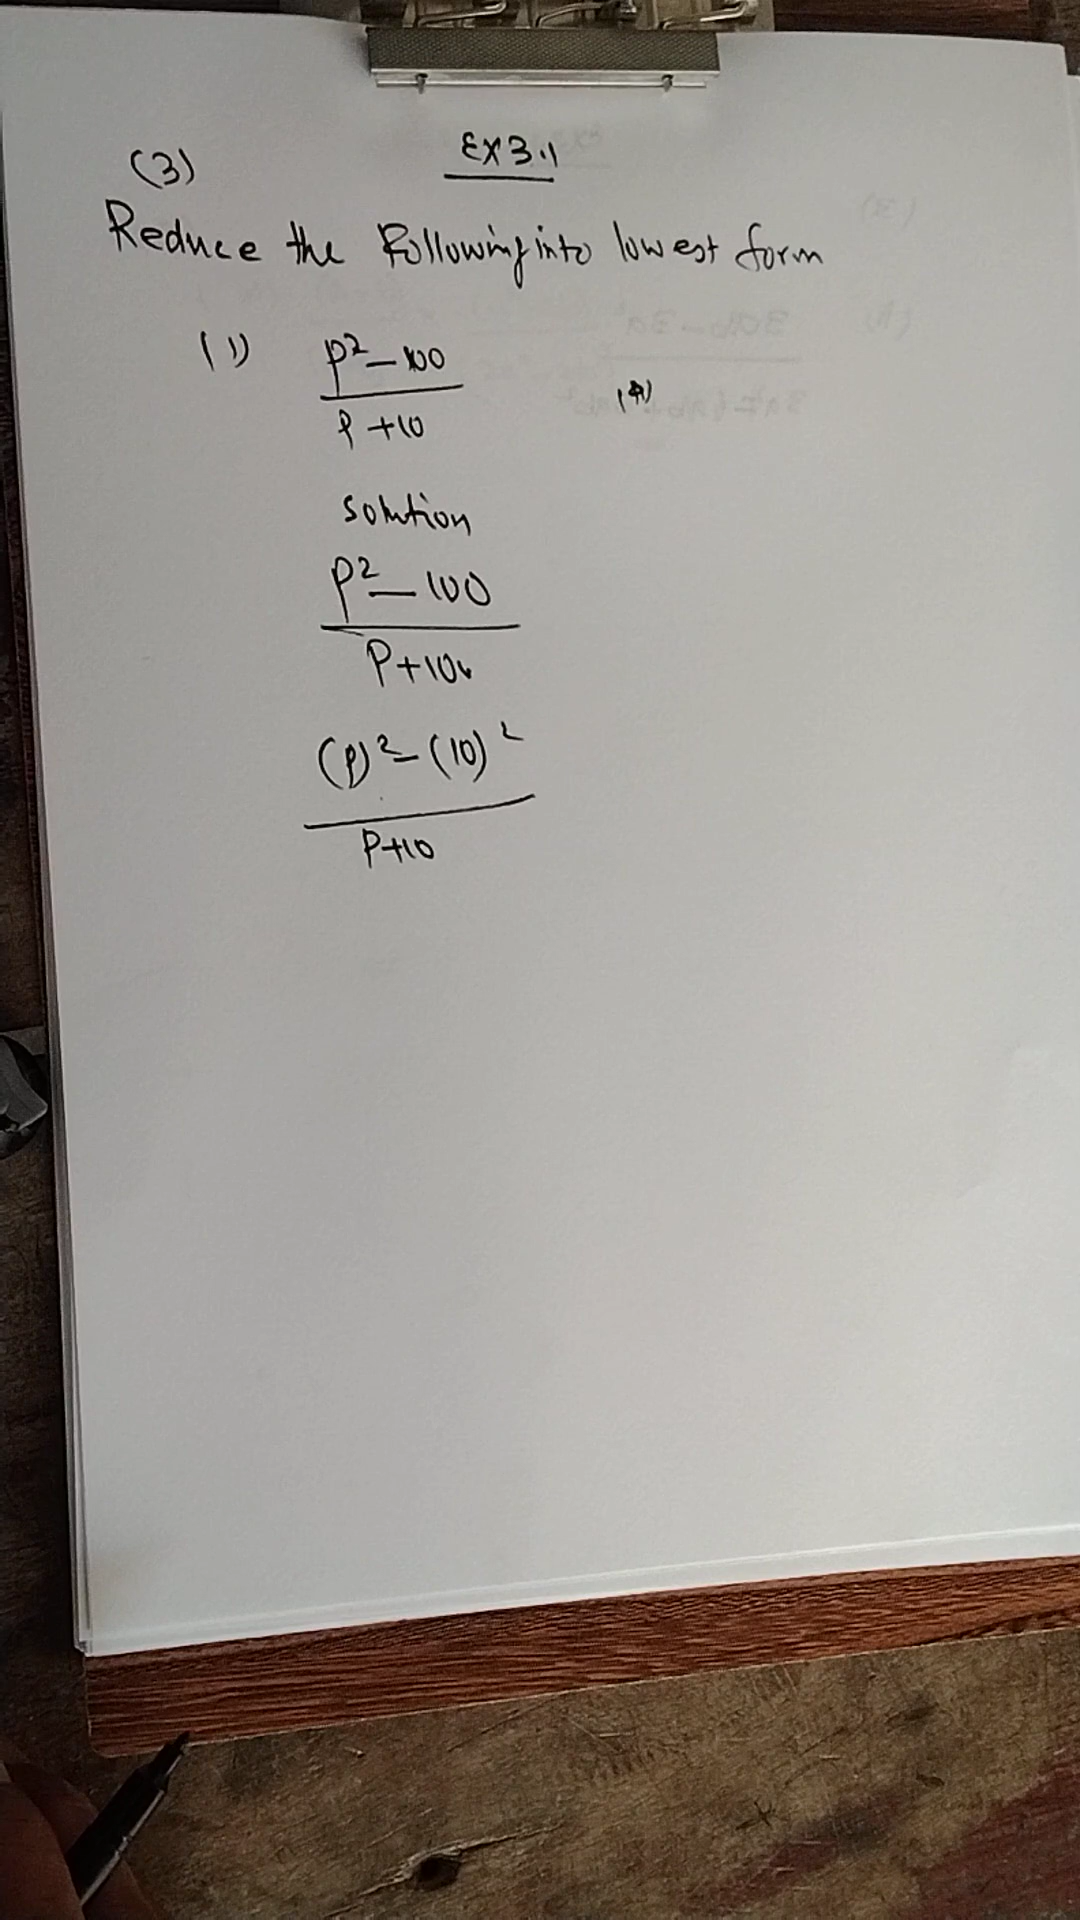 (3) Ex 3.1
Reduce the Following into lowest form
(1) p² - 100
P + 10
solution
p² - 100
P + 10
(p)² - (10)²
P + 10